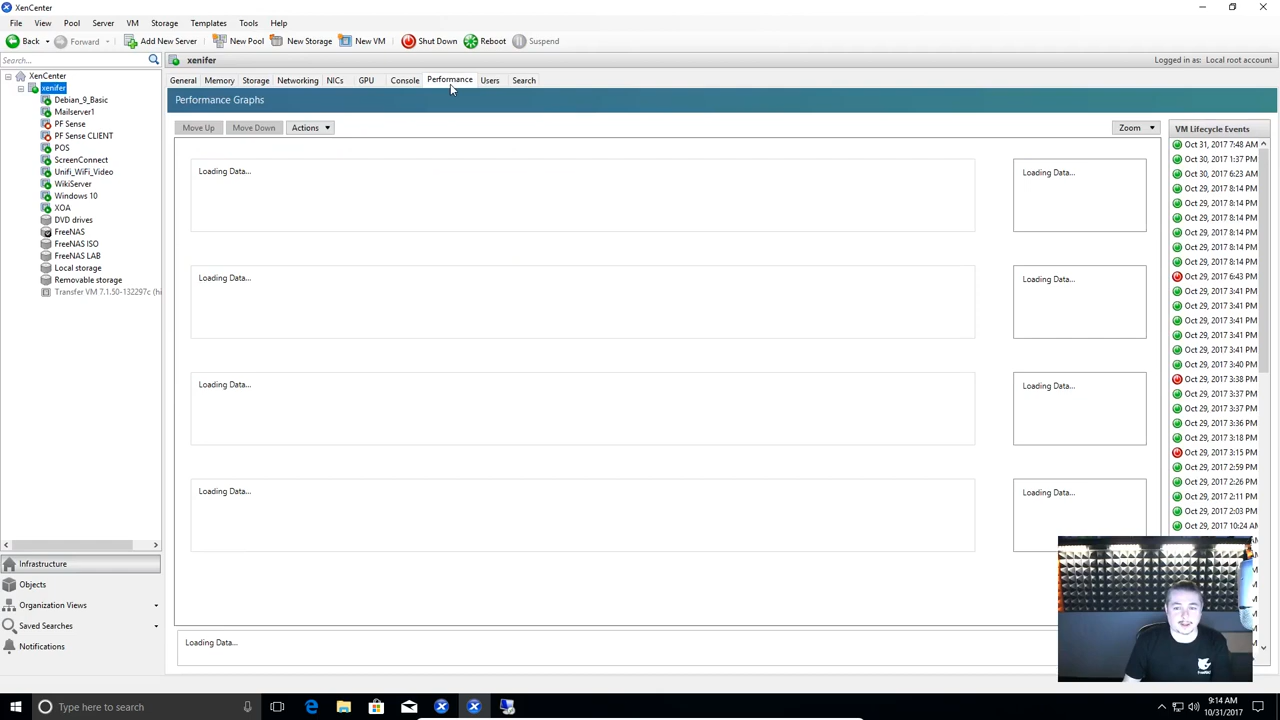 XenCenter
File View Pool Server VM Storage Templates Tools Help
Back Forward Add New Server New Pool New Storage New VM Shut Down Reboot Suspend
Search...
xenifer
Logged in as: Local root account
XenCenter
xenifer
Debian_9_Basic
Mailserver1
PF Sense
PF Sense CLIENT
POS
ScreenConnect
Unifi_WiFi_Video
WikiServer
Windows 10
XOA
DVD drives
FreeNAS
FreeNAS ISO
FreeNAS LAB
Local storage
Removable storage
Transfer VM 7.1.50-132297c (hi
Infrastructure
Objects
Organization Views
Saved Searches
Notifications
General Memory Storage Networking NICs GPU Console Performance Users Search
Performance Graphs
Move Up Move Down Actions Zoom
Loading Data... Loading Data...
Loading Data... Loading Data...
Loading Data... Loading Data...
Loading Data... Loading Data...
Loading Data...
VM Lifecycle Events
Oct 31, 2017 7:48 AM
Oct 30, 2017 1:37 PM
Oct 30, 2017 6:23 AM
Oct 29, 2017 8:14 PM
Oct 29, 2017 8:14 PM
Oct 29, 2017 8:14 PM
Oct 29, 2017 8:14 PM
Oct 29, 2017 8:14 PM
Oct 29, 2017 8:14 PM
Oct 29, 2017 6:43 PM
Oct 29, 2017 3:41 PM
Oct 29, 2017 3:41 PM
Oct 29, 2017 3:41 PM
Oct 29, 2017 3:41 PM
Oct 29, 2017 3:41 PM
Oct 29, 2017 3:40 PM
Oct 29, 2017 3:38 PM
Oct 29, 2017 3:37 PM
Oct 29, 2017 3:37 PM
Oct 29, 2017 3:36 PM
Oct 29, 2017 3:18 PM
Oct 29, 2017 3:15 PM
Oct 29, 2017 2:59 PM
Oct 29, 2017 2:26 PM
Oct 29, 2017 2:11 PM
Oct 29, 2017 2:03 PM
Oct 29, 2017 10:24 AM
Type here to search
9:14 AM
10/31/2017